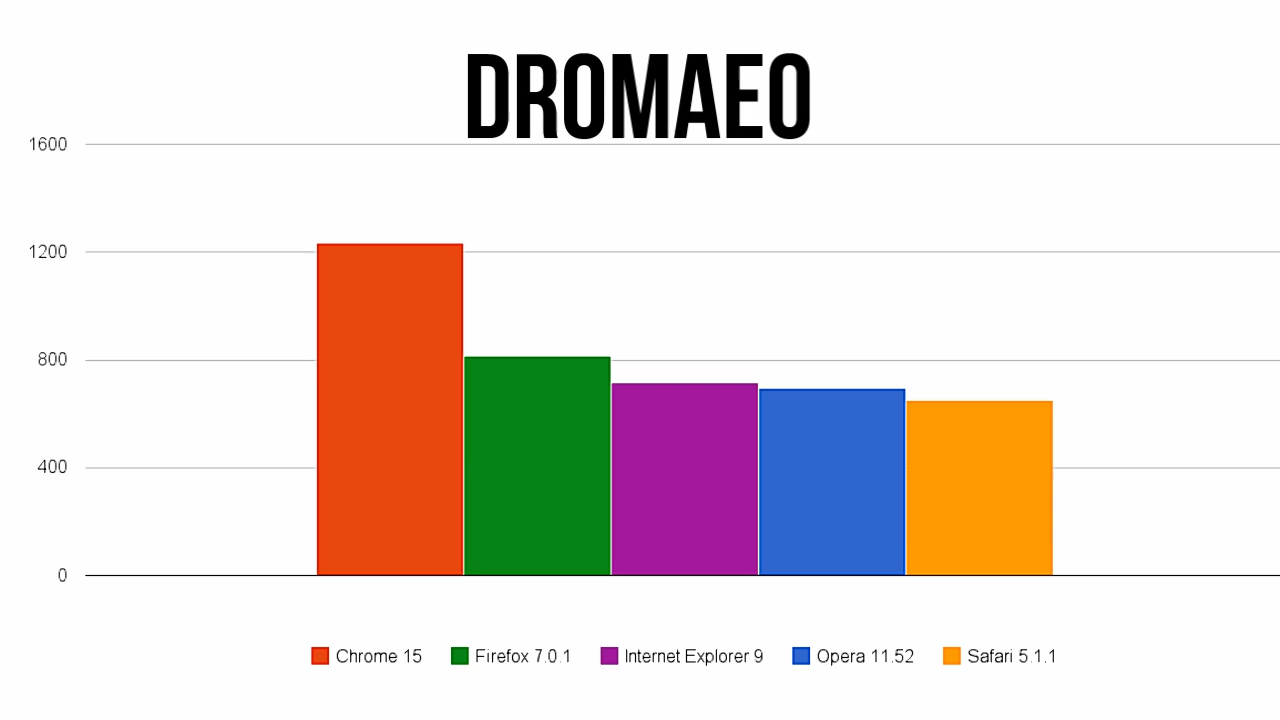 DROMAEO
1600
1200
800
400
0
Chrome 15 Firefox 7.0.1 Internet Explorer 9 Opera 11.52 Safari 5.1.1